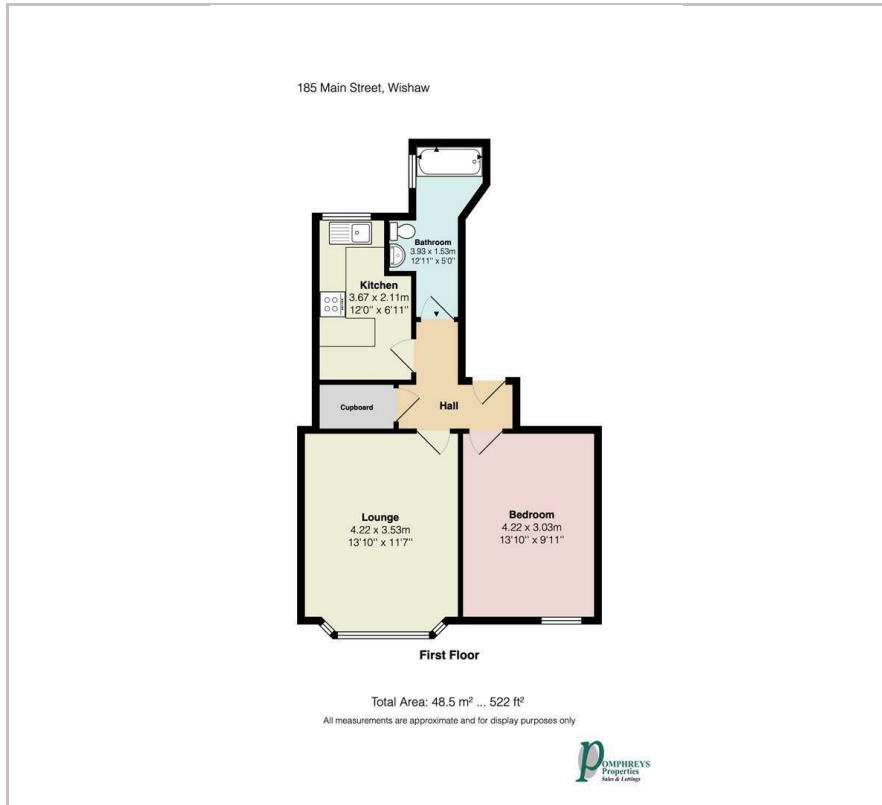 185 Main Street, Wishaw
Bathroom
3.93 x 1.53m
12'11" x 5'0"
Kitchen
3.67 x 2.11m
12'0" x 6'11"
Cupboard
Hall
Lounge
4.22 x 3.53m
13'10" x 11'7"
Bedroom
4.22 x 3.03m
13'10" x 9'11"
First Floor
Total Area: 48.5 m² ... 522 ft²
All measurements are approximate and for display purposes only
POMPHREYS
Properties
Sales & Lettings